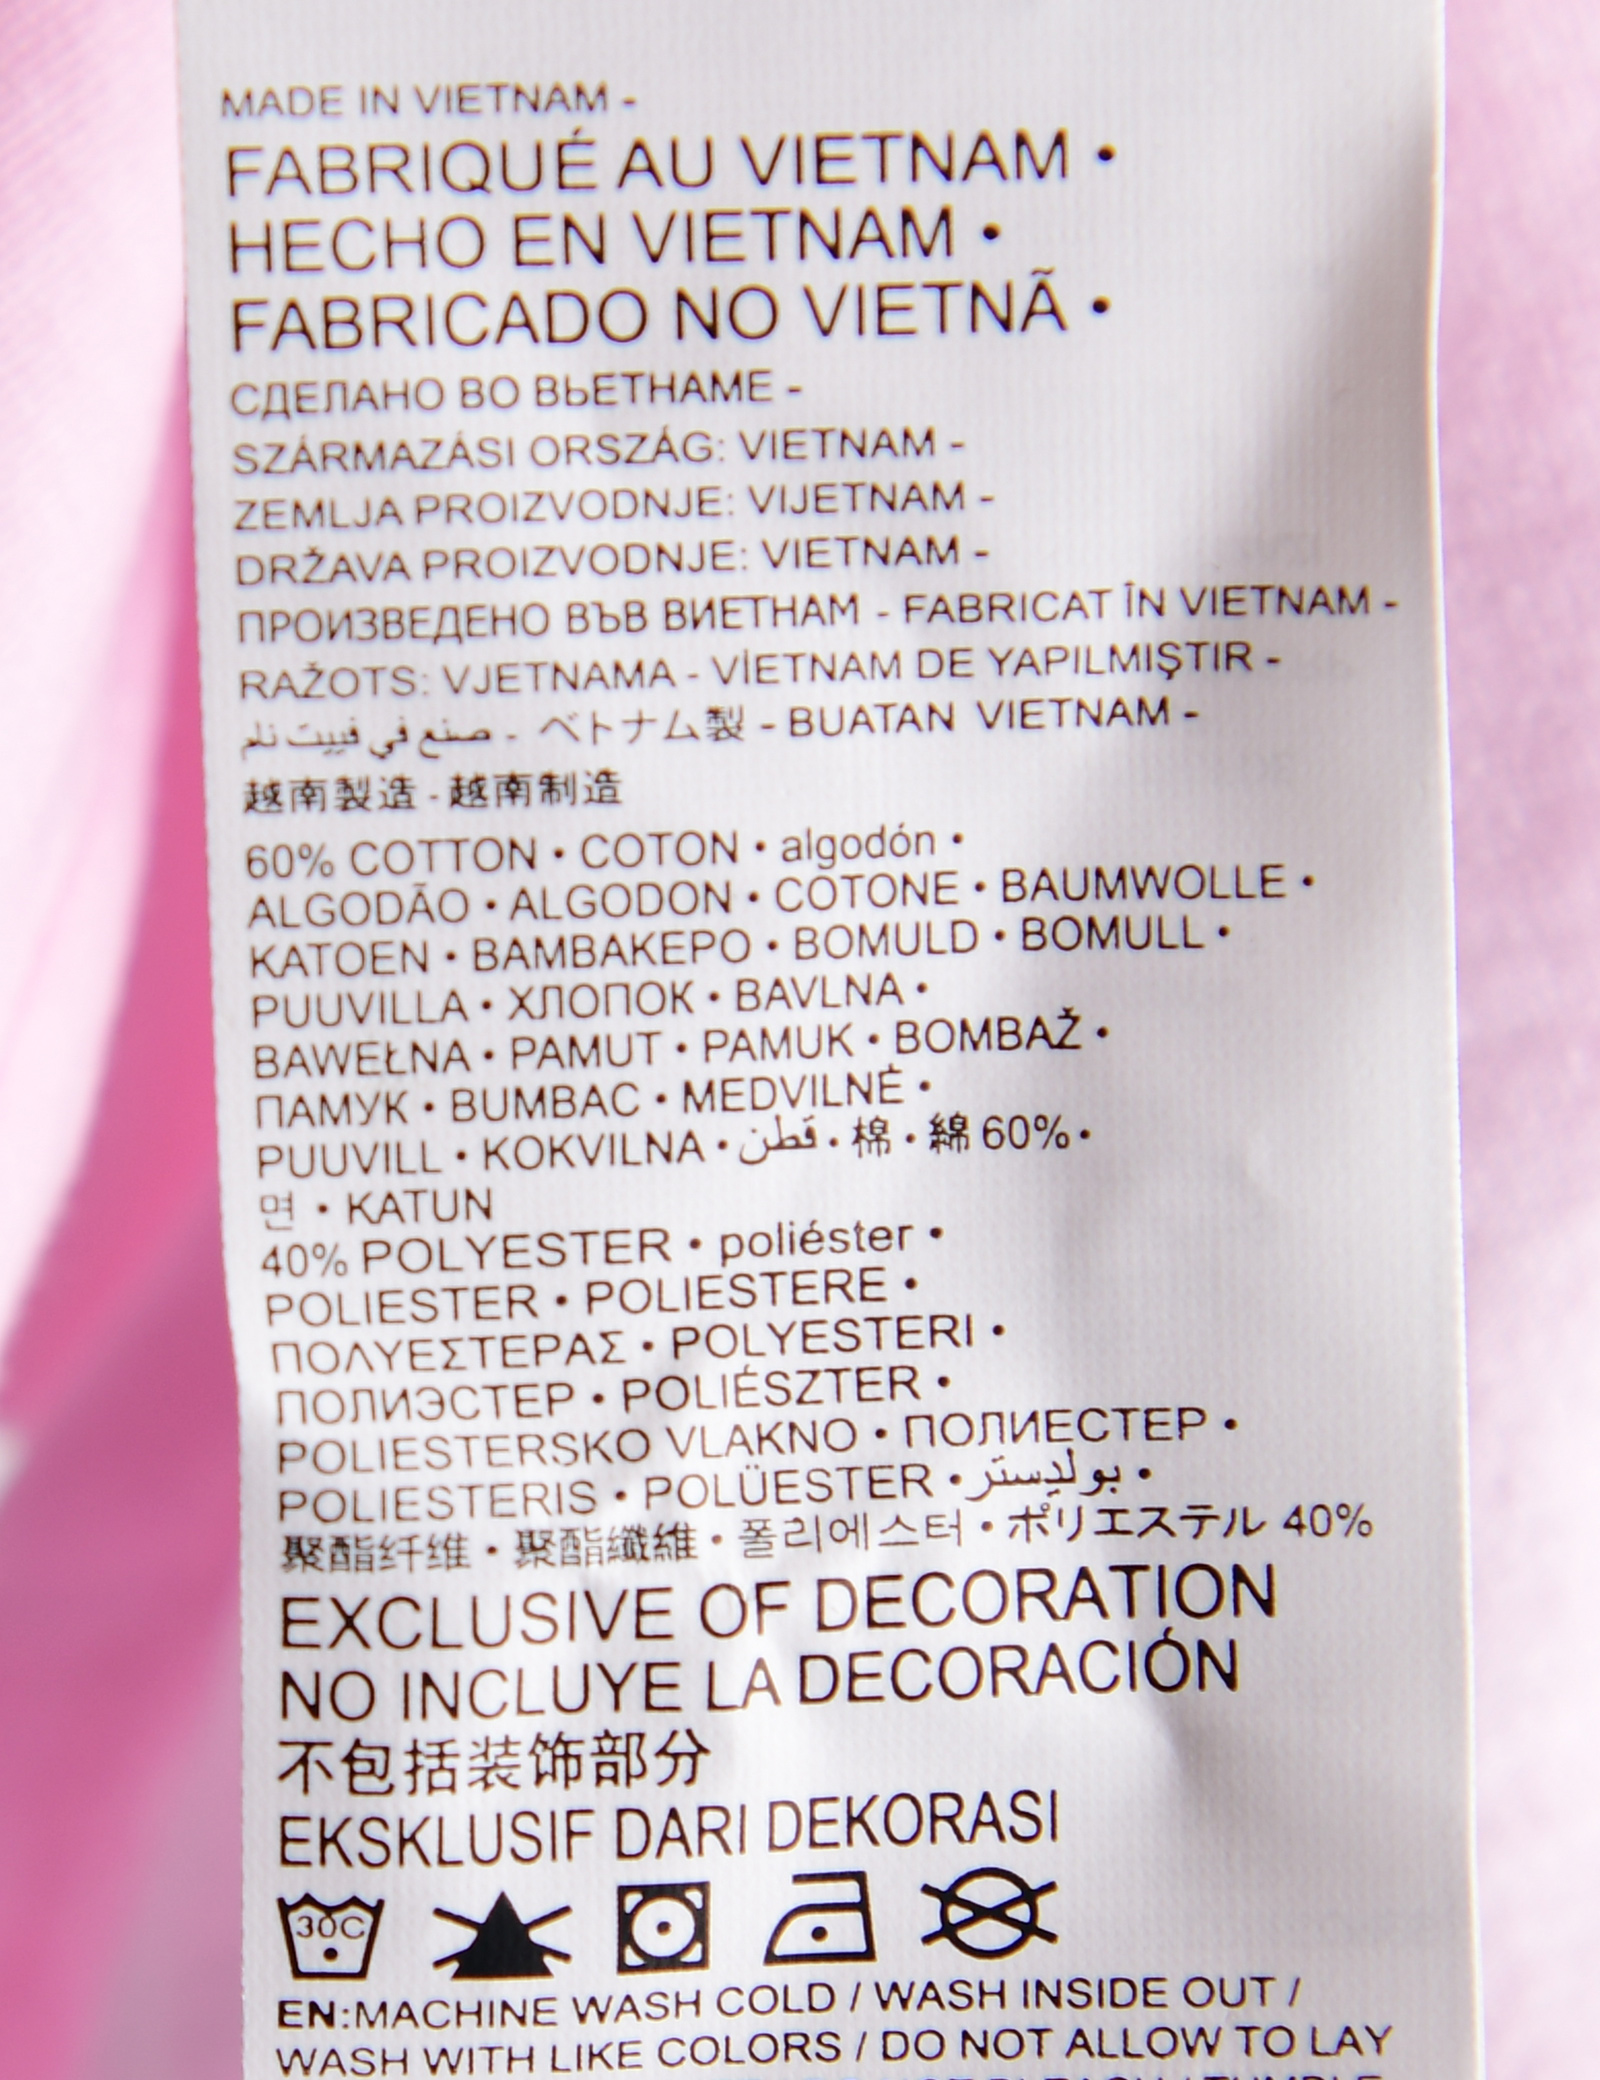 MADE IN VIETNAM -
FABRIQUÉ AU VIETNAM •
HECHO EN VIETNAM •
FABRICADO NO VIETNÃ •
СДЕЛАНО ВО ВЬЕТНАМЕ -
SZÁRMAZÁSI ORSZÁG: VIETNAM -
ZEMLJA PROIZVODNJE: VIJETNAM -
DRŽAVA PROIZVODNJE: VIETNAM -
ПРОИЗВЕДЕНО ВЪВ ВИЕТНАМ - FABRICAT ÎN VIETNAM -
RAŽOTS: VJETNAMA - VİETNAM DE YAPILMIŞTIR -
صنع في فييت نام - ベトナム製 - BUATAN VIETNAM -
越南製造 - 越南制造
60% COTTON • COTON • algodón •
ALGODÃO • ALGODON • COTONE • BAUMWOLLE •
KATOEN • ΒΑΜΒΑΚΕΡΟ • BOMULD • BOMULL •
PUUVILLA • ХЛОПОК • BAVLNA •
BAWEŁNA • PAMUT • PAMUK • BOMBAŽ •
ПАМУК • BUMBAC • MEDVILNĖ •
PUUVILL • KOKVILNA • قطن • 棉 • 綿 60% •
면 • KATUN
40% POLYESTER • poliéster •
POLIESTER • POLIESTERE •
ΠΟΛΥΕΣΤΕΡΑΣ • POLYESTERI •
ПОЛИЭСТЕР • POLIÉSZTER •
POLIESTERSKO VLAKNO • ПОЛИЕСТЕР •
POLIESTERIS • POLÜESTER • بوليستر •
聚酯纤维 • 聚酯纖維 • 폴리에스터 • ポリエステル 40%
EXCLUSIVE OF DECORATION
NO INCLUYE LA DECORACIÓN
不包括装饰部分
EKSKLUSIF DARI DEKORASI
30C
EN:MACHINE WASH COLD / WASH INSIDE OUT /
WASH WITH LIKE COLORS / DO NOT ALLOW TO LAY